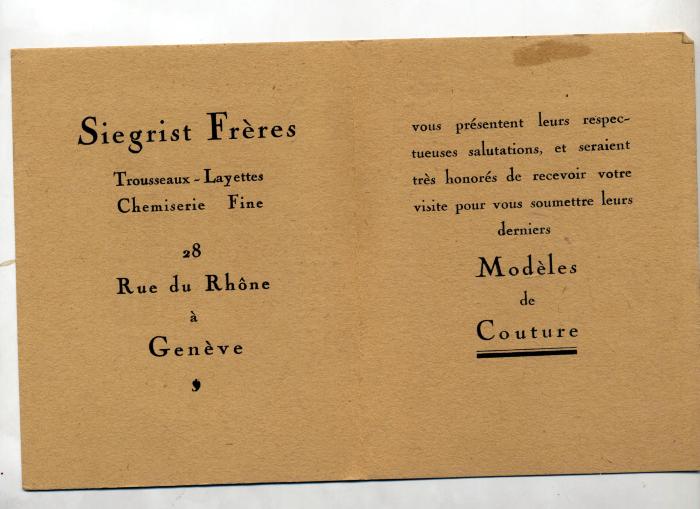 Siegrist Frères
Trousseaux - Layettes
Chemiserie Fine
28
Rue du Rhône
à
Genève
vous présentent leurs respec-
tueuses salutations, et seraient
très honorés de recevoir votre
visite pour vous soumettre leurs
derniers
Modèles
de
Couture